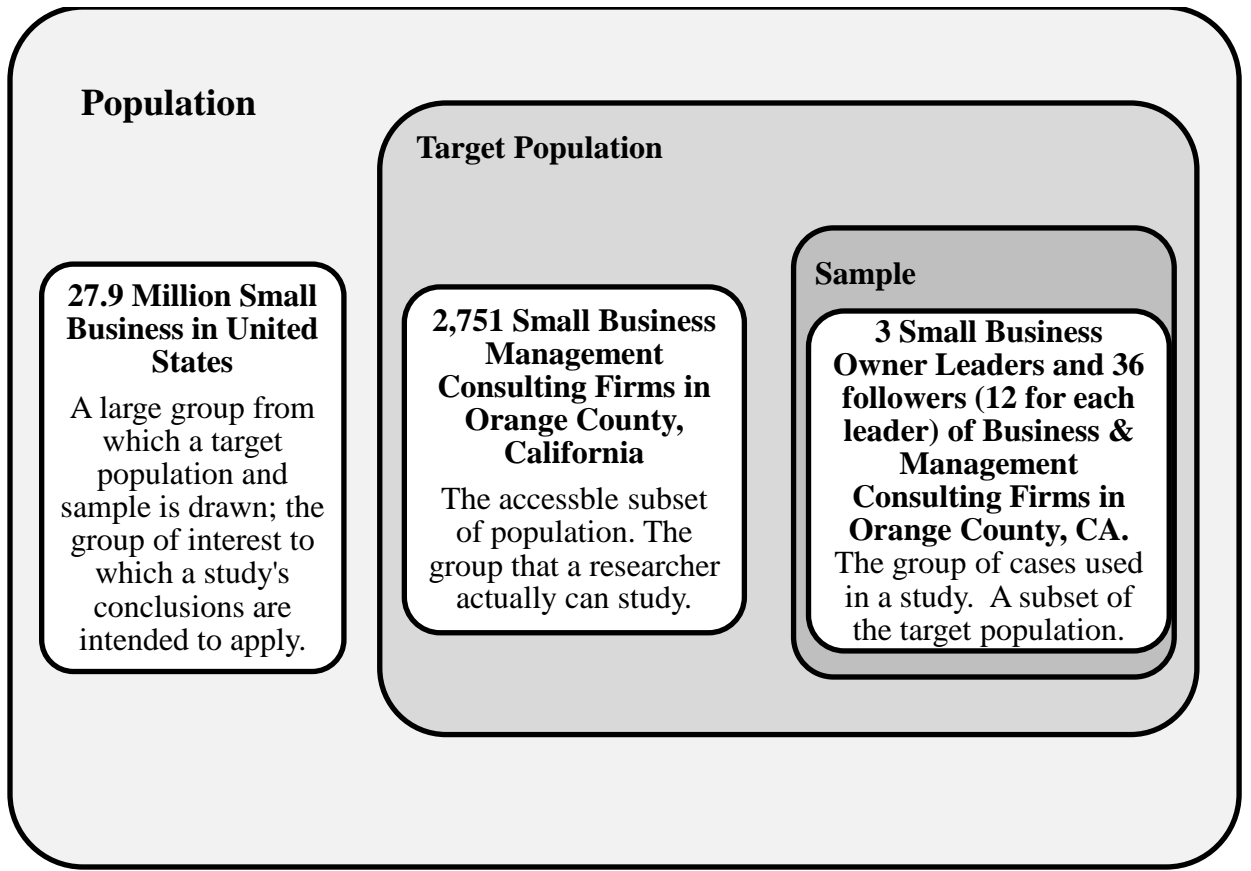 Population
Target Population
Sample
27.9 Million Small
Business in United
States
A large group from
which a target
population and
sample is drawn; the
group of interest to
which a study's
conclusions are
intended to apply.
2,751 Small Business
Management
Consulting Firms in
Orange County,
California
The accessble subset
of population. The
group that a researcher
actually can study.
3 Small Business
Owner Leaders and 36
followers (12 for each
leader) of Business &
Management
Consulting Firms in
Orange County, CA.
The group of cases used
in a study.  A subset of
the target population.